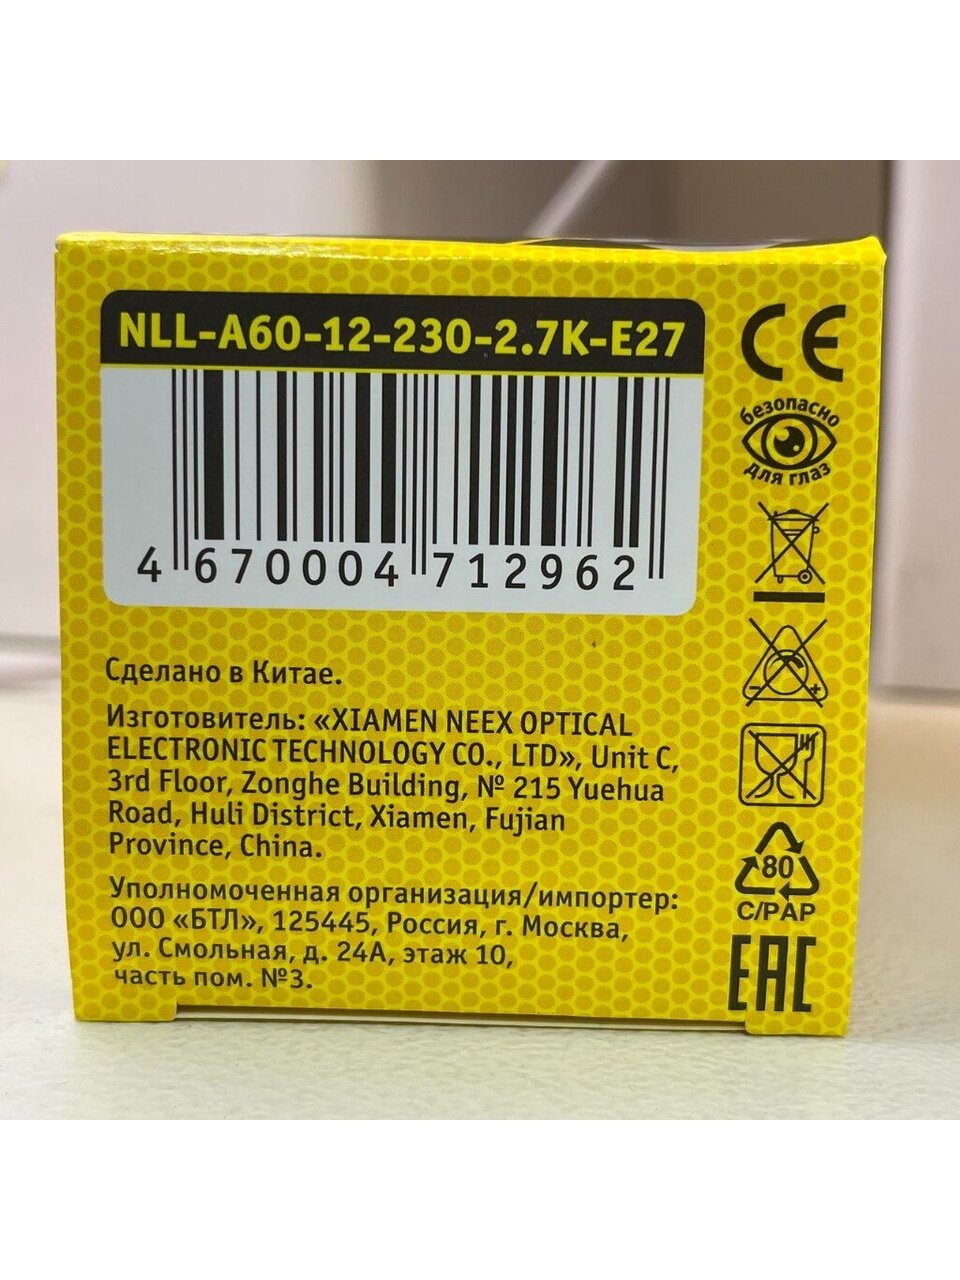 NLL-A60-12-230-2.7K-E27
4 670004 712962
CE
безопасно
для глаз
Сделано в Китае.
Изготовитель: «XIAMEN NEEX OPTICAL
ELECTRONIC TECHNOLOGY CO., LTD», Unit C,
3rd Floor, Zonghe Building, № 215 Yuehua
Road, Huli District, Xiamen, Fujian
Province, China.
Уполномоченная организация/импортер:
ООО «БТЛ», 125445, Россия, г. Москва,
ул. Смольная, д. 24А, этаж 10,
часть пом. №3.
80
C/PAP
EAC